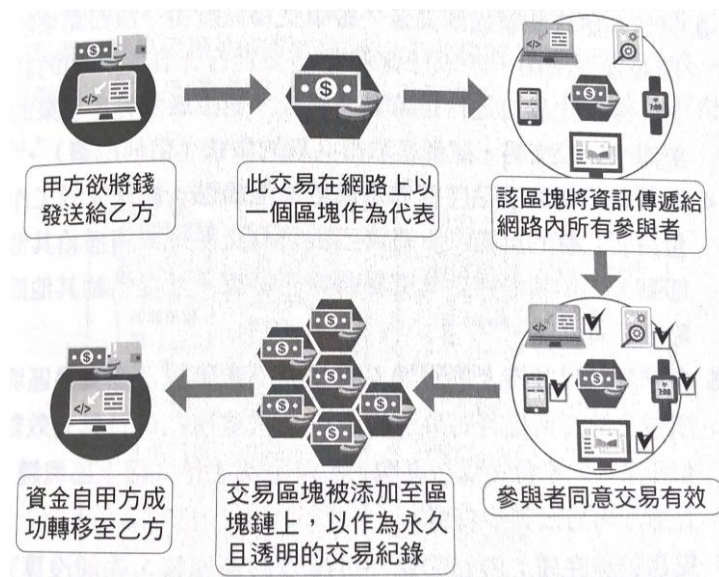 甲方欲將錢
發送給乙方
此交易在網路上以
一個區塊作為代表
該區塊將資訊傳遞給
網路內所有參與者
參與者同意交易有效
交易區塊被添加至區
塊鏈上，以作為永久
且透明的交易紀錄
資金自甲方成
功轉移至乙方